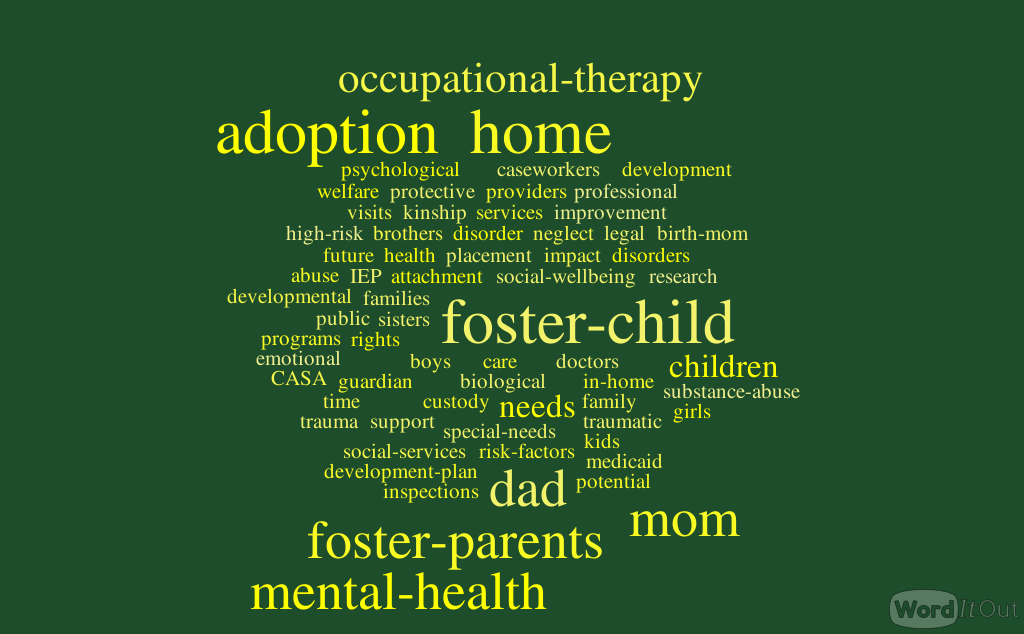 occupational-therapy
adoption home
psychological caseworkers development
welfare protective providers professional
visits kinship services improvement
high-risk brothers disorder neglect legal birth-mom
future health placement impact disorders
abuse IEP attachment social-wellbeing research
developmental families
public sisters foster-child
programs rights
emotional boys care doctors children
CASA guardian biological in-home substance-abuse
time custody needs family girls
trauma support special-needs traumatic
kids
social-services risk-factors medicaid
development-plan dad potential
inspections
mom
foster-parents
mental-health
WordItOut